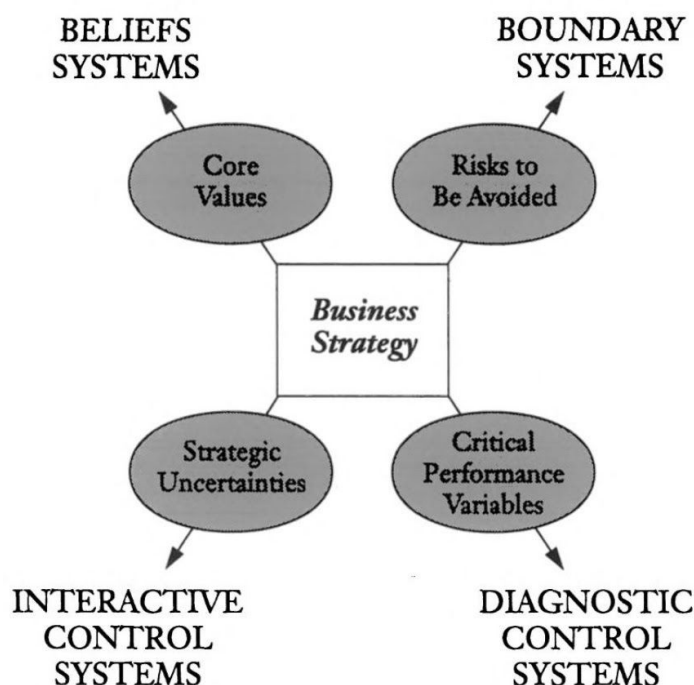 BELIEFS
SYSTEMS
BOUNDARY
SYSTEMS
Core
Values
Risks to
Be Avoided
Business
Strategy
Strategic
Uncertainties
Critical
Performance
Variables
INTERACTIVE
CONTROL
SYSTEMS
DIAGNOSTIC
CONTROL
SYSTEMS